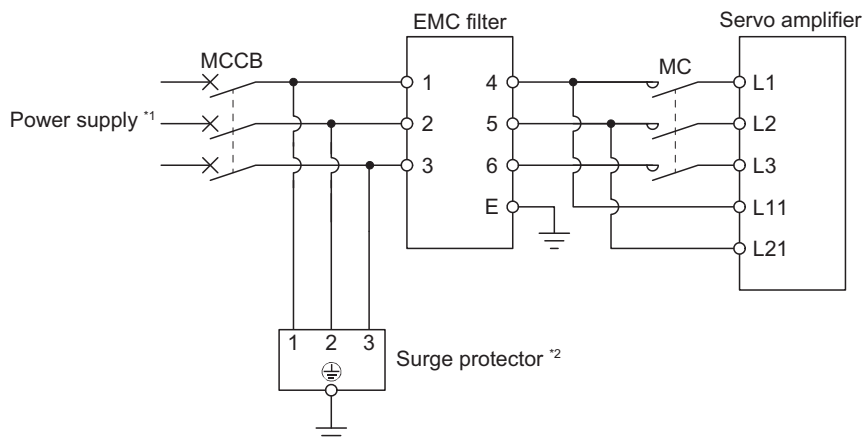 EMC filter
Servo amplifier
MCCB
MC
1
4
L1
Power supply *1
2
5
L2
3
6
L3
E
L11
L21
1 2 3
Surge protector *2